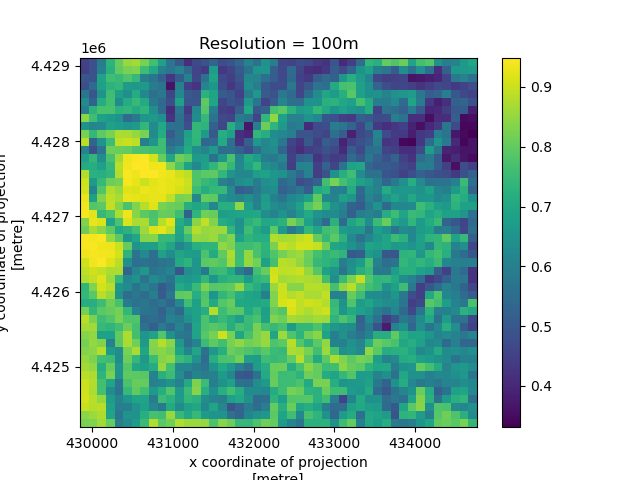 Resolution = 100m
1e6
4.429
4.428
4.427
4.426
4.425
y coordinate of projection
[metre]
430000 431000 432000 433000 434000
x coordinate of projection
[metre]
0.9
0.8
0.7
0.6
0.5
0.4